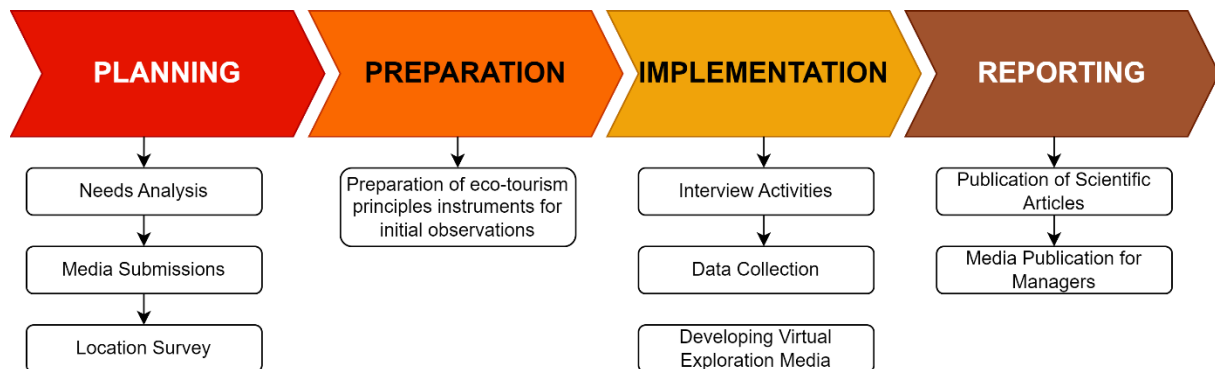 PLANNING
PREPARATION
IMPLEMENTATION
REPORTING
Needs Analysis
Media Submissions
Location Survey
Preparation of eco-tourism
principles instruments for
initial observations
Interview Activities
Data Collection
Developing Virtual
Exploration Media
Publication of Scientific
Articles
Media Publication for
Managers